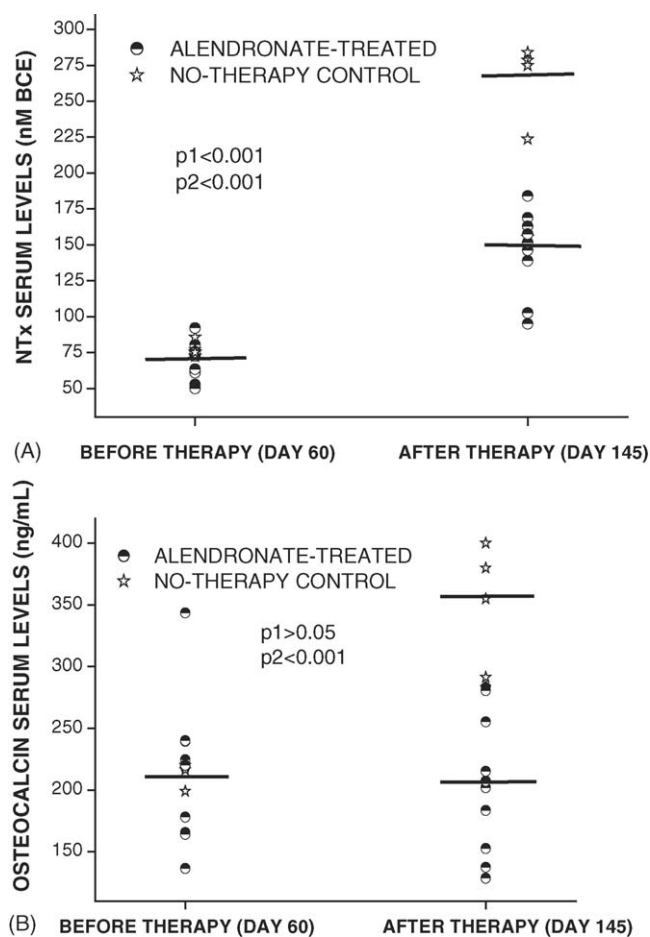 300
ALENDRONATE-TREATED
275
NO-THERAPY CONTROL
250
225
p1<0.001
200
p2<0.001
175
150
125
100
75
50
NTx SERUM LEVELS (nM BCE)
(A) BEFORE THERAPY (DAY 60) AFTER THERAPY (DAY 145)
400
ALENDRONATE-TREATED
NO-THERAPY CONTROL
350
p1>0.05
p2<0.001
300
250
200
150
OSTEOCALCIN SERUM LEVELS (ng/mL)
(B) BEFORE THERAPY (DAY 60) AFTER THERAPY (DAY 145)